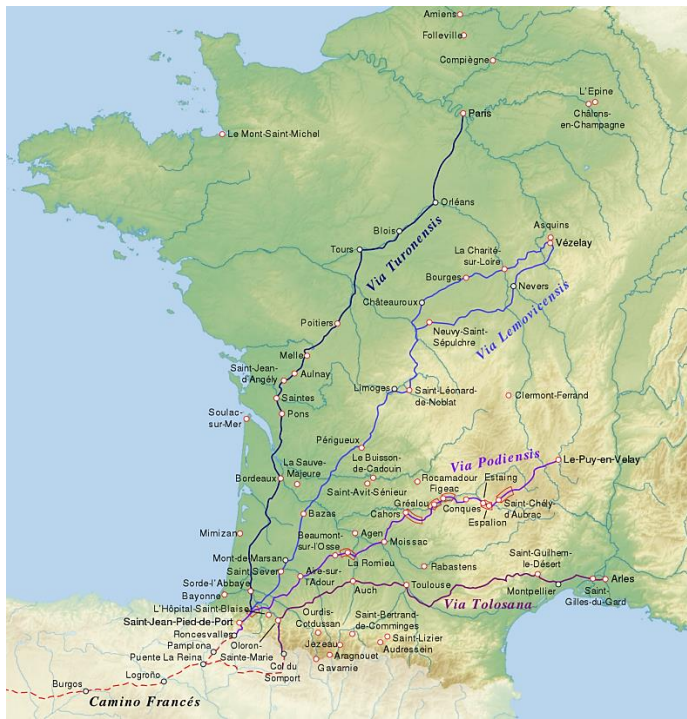 Amiens
Folleville
Compiègne
L'Epine
Châlons-
en-Champagne
Paris
Le Mont-Saint-Michel
Orléans
Blois
Tours
Via Turonensis
Asquins
Vézelay
La Charité-
sur-Loire
Bourges
Nevers
Châteauroux
Neuvy-Saint-
Sépulchre
Via Lemovicensis
Poitiers
Melle
Saint-Jean-
d'Angély
Aulnay
Saintes
Pons
Limoges
Saint-Léonard-
de-Noblat
Clermont-Ferrand
Soulac-
sur-Mer
Périgueux
Le Buisson-
de-Cadouin
La Sauve-
Majeure
Saint-Avit-Sénieur
Bordeaux
Via Podiensis
Le-Puy-en-Velay
Rocamadour
Figeac
Estaing
Gréalou
Cahors
Conques
Saint-Chély-
d'Aubrac
Espalion
Bazas
Mimizan
Beaumont-
sur-l'Osse
Agen
Moissac
La Romieu
Mont-de-Marsan
Saint-Sever
Aire-sur-
l'Adour
Rabastens
Saint-Guilhem-
le-Désert
Sorde-l'Abbaye
Bayonne
Auch
Toulouse
Montpellier
Arles
Saint-
Gilles-du-Gard
Via Tolosana
L'Hôpital-Saint-Blaise
Saint-Jean-Pied-de-Port
Roncesvalles
Pamplona
Puente La Reina
Logroño
Burgos
Camino Francés
Oloron-
Sainte-Marie
Col du
Somport
Ourdis-
Cotdussan
Saint-Bertrand-
de-Comminges
Jézeau
Aragnouet
Gavarnie
Saint-Lizier
Audressein